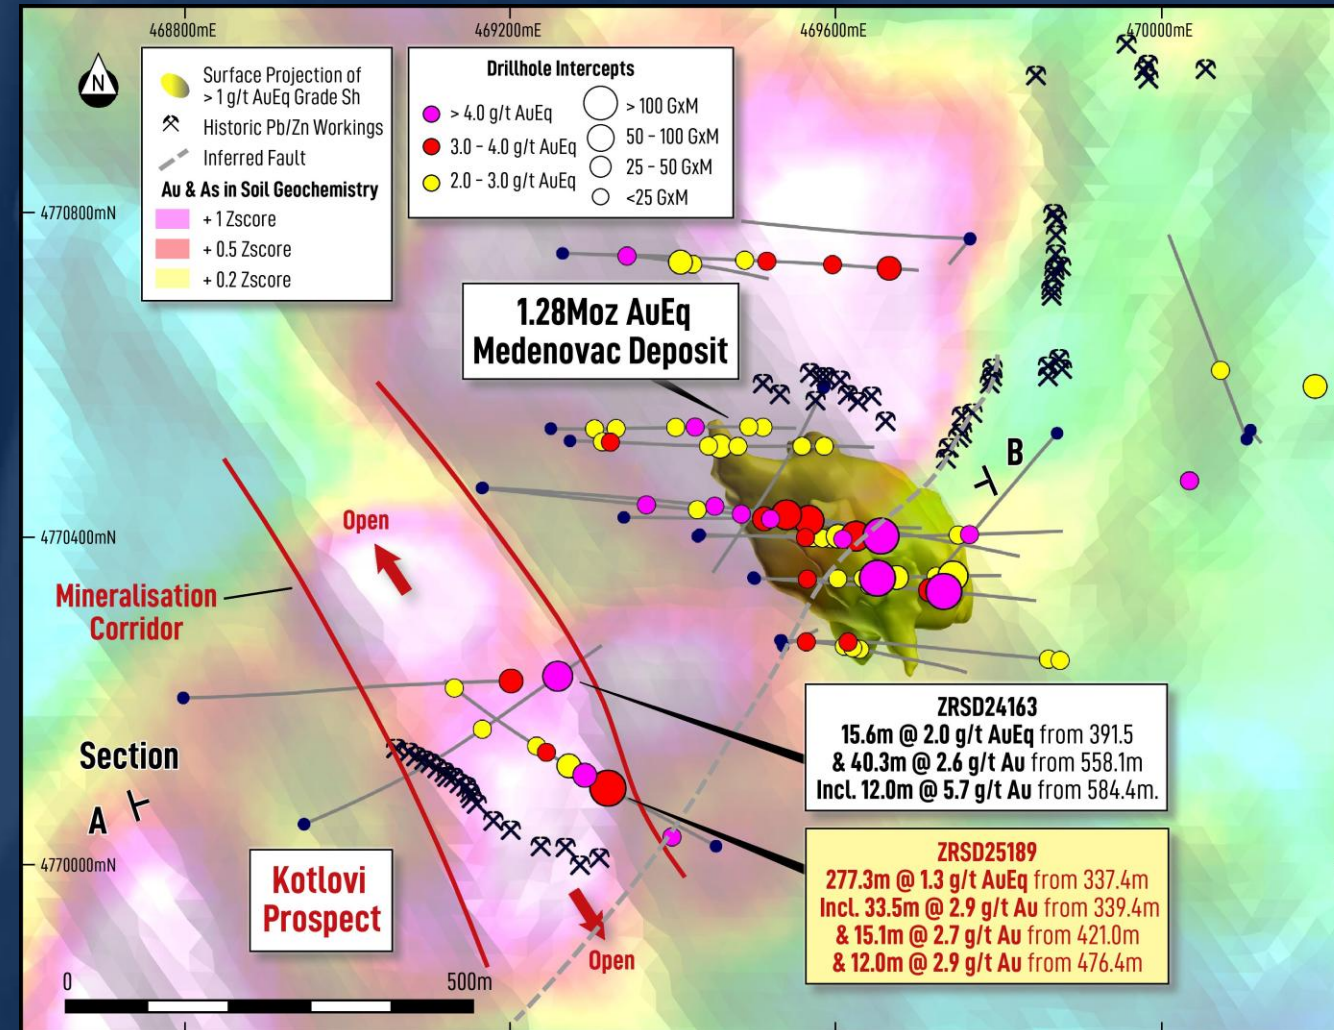 468800mE
469200mE
469600mE
470000mE
N
Surface Projection of
> 1 g/t AuEq Grade Sh
Historic Pb/Zn Workings
Inferred Fault
Au & As in Soil Geochemistry
+ 1 Zscore
+ 0.5 Zscore
+ 0.2 Zscore
Drillhole Intercepts
> 4.0 g/t AuEq
3.0 - 4.0 g/t AuEq
2.0 - 3.0 g/t AuEq
> 100 GxM
50 - 100 GxM
25 - 50 GxM
<25 GxM
4770800mN
1.28Moz AuEq
Medenovac Deposit
B
4770400mN
Open
Mineralisation
Corridor
Section
A
ZRSD24163
15.6m @ 2.0 g/t AuEq from 391.5
& 40.3m @ 2.6 g/t Au from 558.1m
Incl. 12.0m @ 5.7 g/t Au from 584.4m.
4770000mN
Kotlovi
Prospect
ZRSD25189
277.3m @ 1.3 g/t AuEq from 337.4m
Incl. 33.5m @ 2.9 g/t Au from 339.4m
& 15.1m @ 2.7 g/t Au from 421.0m
& 12.0m @ 2.9 g/t Au from 476.4m
Open
0
500m